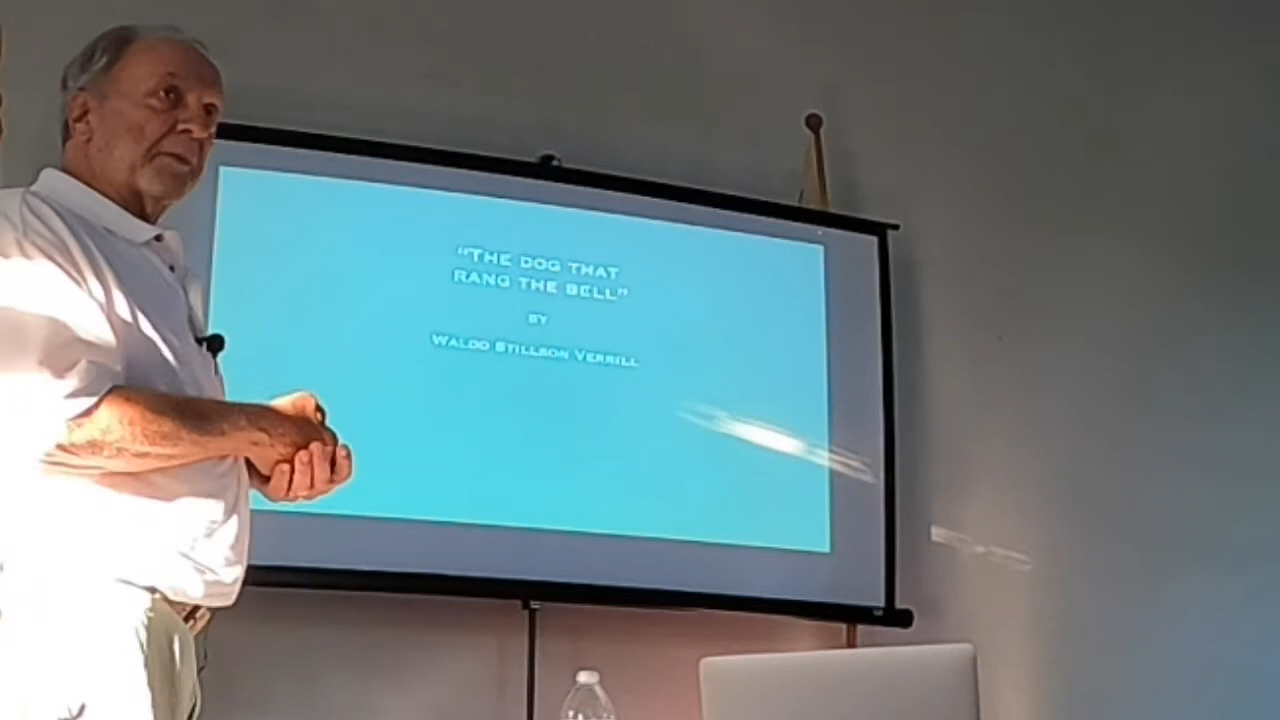 “THE DOG THAT
RANG THE BELL”
BY
WALDO STILLSON VERRILL